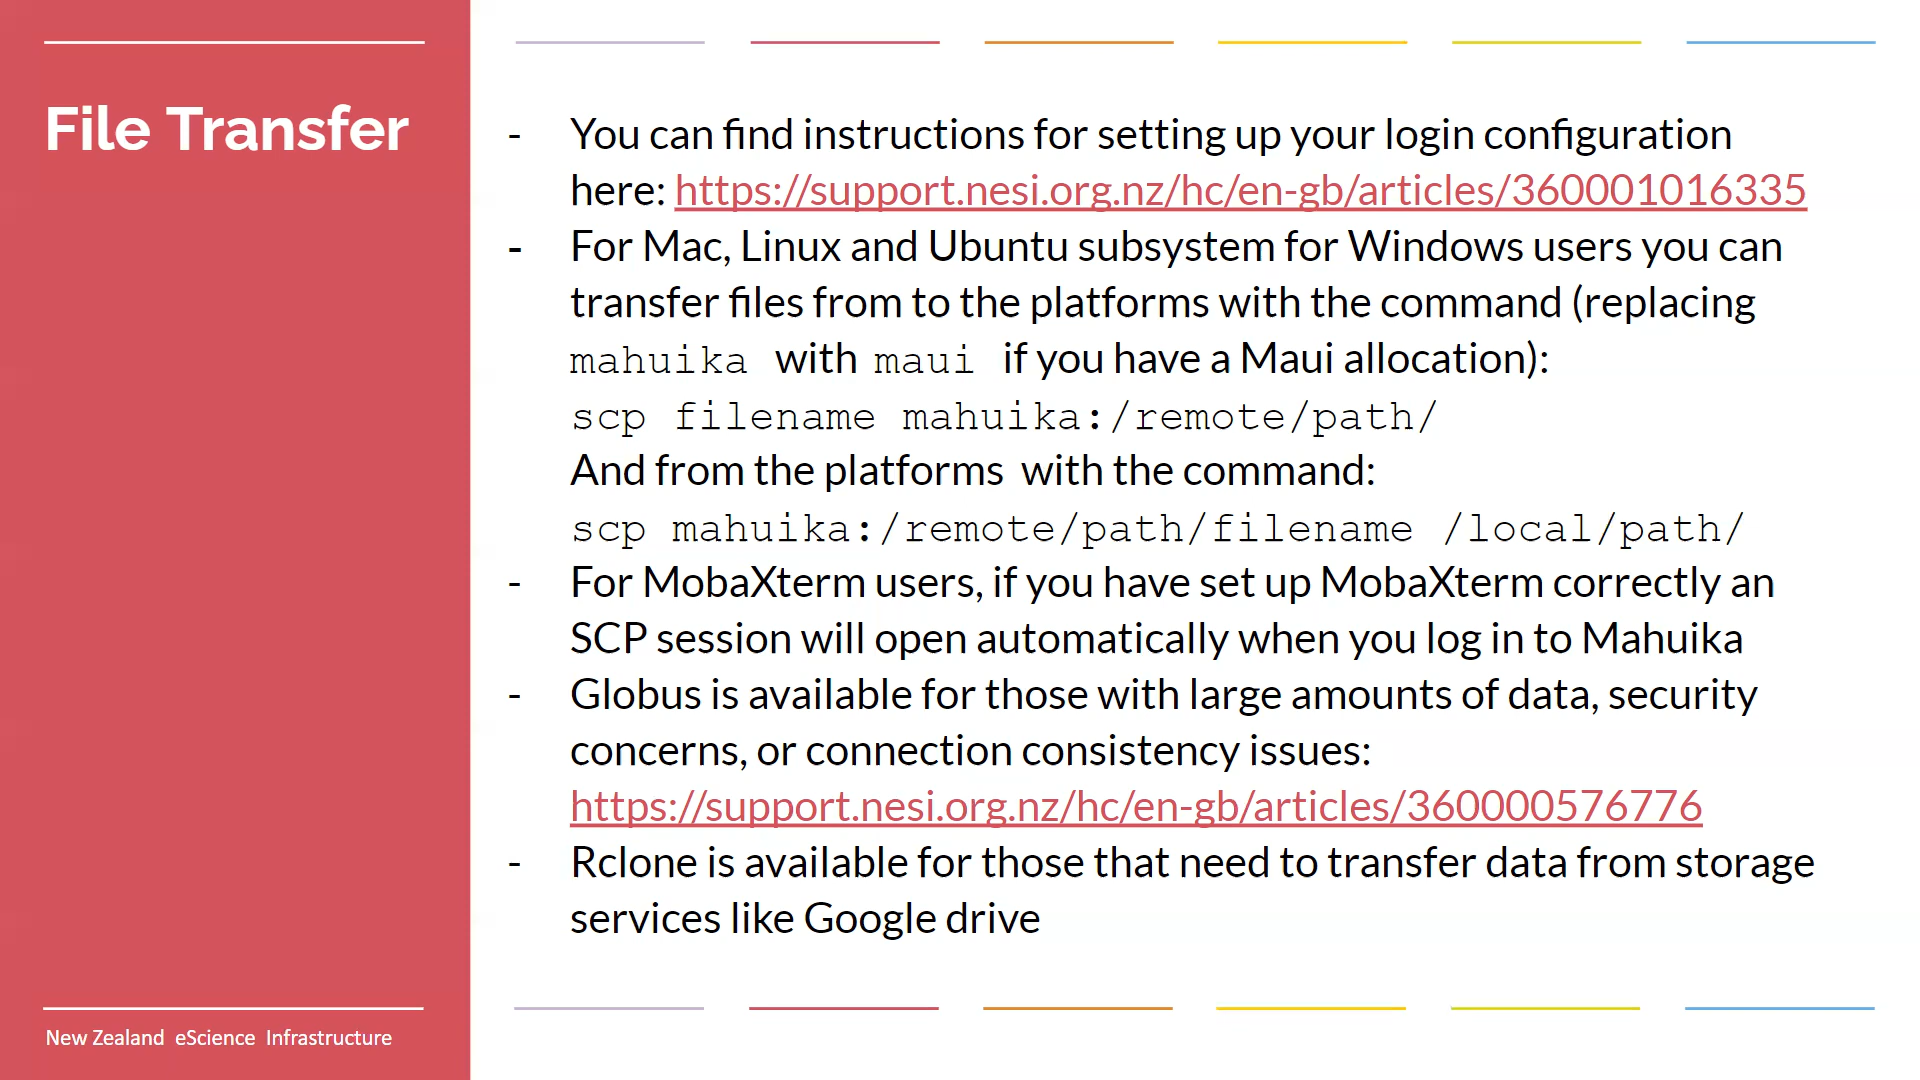 File Transfer
- You can find instructions for setting up your login configuration
here: https://support.nesi.org.nz/hc/en-gb/articles/360001016335
- For Mac, Linux and Ubuntu subsystem for Windows users you can
transfer files from to the platforms with the command (replacing
mahuika with maui if you have a Maui allocation):
scp filename mahuika:/remote/path/
And from the platforms with the command:
scp mahuika:/remote/path/filename /local/path/
- For MobaXterm users, if you have set up MobaXterm correctly an
SCP session will open automatically when you log in to Mahuika
- Globus is available for those with large amounts of data, security
concerns, or connection consistency issues:
https://support.nesi.org.nz/hc/en-gb/articles/360000576776
- Rclone is available for those that need to transfer data from storage
services like Google drive
New Zealand eScience Infrastructure